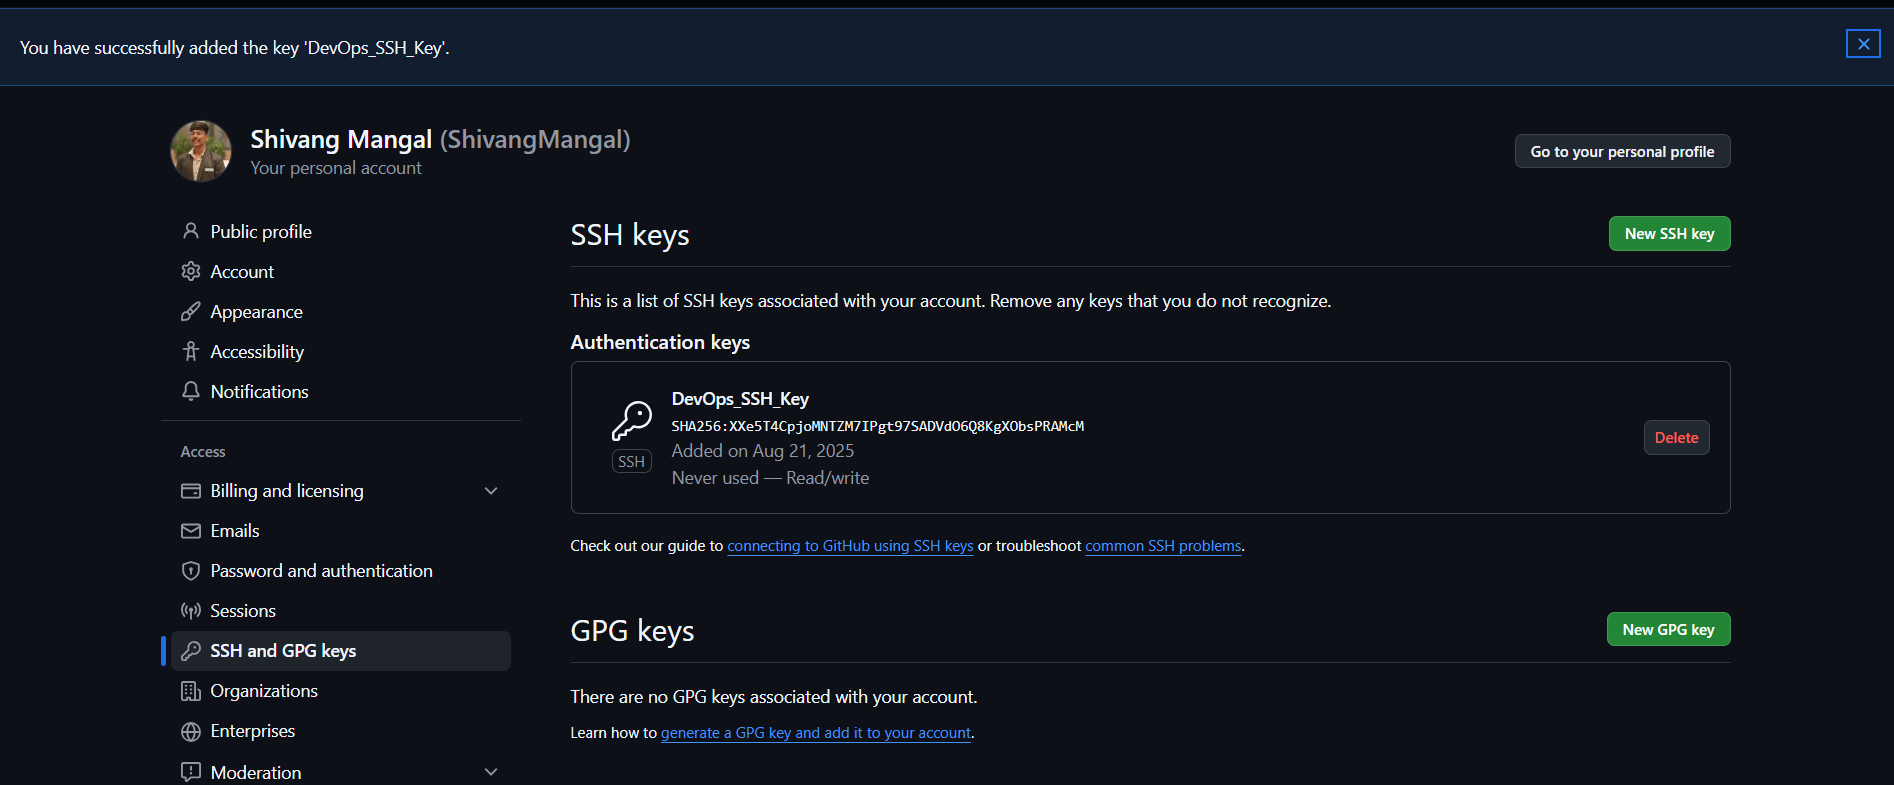 You have successfully added the key 'DevOps_SSH_Key'.
Shivang Mangal (ShivangMangal)
Your personal account
Go to your personal profile
Public profile
Account
Appearance
Accessibility
Notifications
Access
Billing and licensing
Emails
Password and authentication
Sessions
SSH and GPG keys
Organizations
Enterprises
Moderation
SSH keys
New SSH key
This is a list of SSH keys associated with your account. Remove any keys that you do not recognize.
Authentication keys
DevOps_SSH_Key
SHA256:XXe5T4CpjoMNTZM7IPgt97SADVdO6Q8KgXObsPRAMcM
SSH
Added on Aug 21, 2025
Never used — Read/write
Delete
Check out our guide to connecting to GitHub using SSH keys or troubleshoot common SSH problems.
GPG keys
New GPG key
There are no GPG keys associated with your account.
Learn how to generate a GPG key and add it to your account.